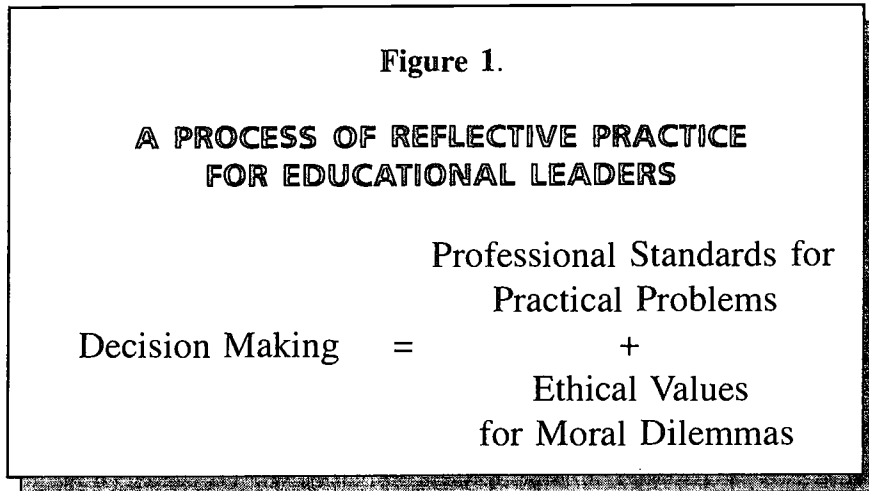 Figure 1.
A PROCESS OF REFLECTIVE PRACTICE
FOR EDUCATIONAL LEADERS
Professional Standards for
Practical Problems
Decision Making = +
Ethical Values
for Moral Dilemmas